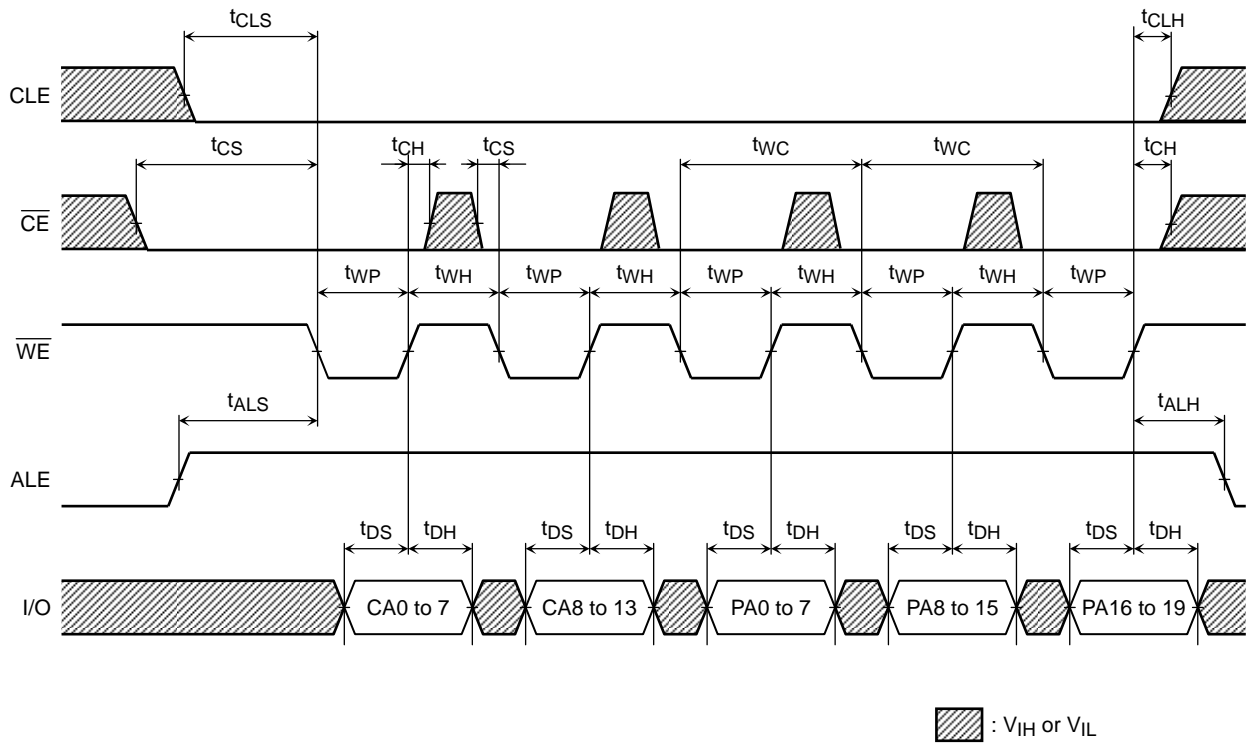 tCLS tCLH
CLE
tCS tCH tCS tWC tWC tCH
CE
tWP tWH tWP tWH tWP tWH tWP tWH tWP
WE
tALS tALH
ALE
tDS tDH tDS tDH tDS tDH tDS tDH tDS tDH
I/O CA0 to 7 CA8 to 13 PA0 to 7 PA8 to 15 PA16 to 19
: VIH or VIL